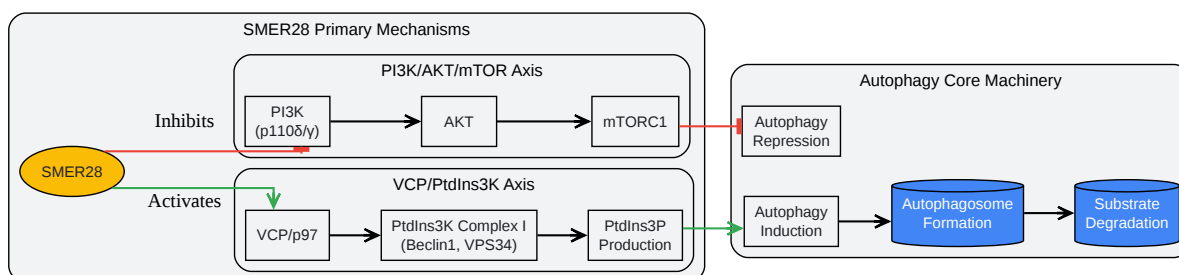 SMER28 Primary Mechanisms
PI3K/AKT/mTOR Axis
Autophagy Core Machinery
Inhibits
PI3K
(p110δ/γ)
AKT
mTORC1
Autophagy
Repression
SMER28
Activates
VCP/PtdIns3K Axis
VCP/p97
PtdIns3K Complex I
(Beclin1, VPS34)
PtdIns3P
Production
Autophagy
Induction
Autophagosome
Formation
Substrate
Degradation